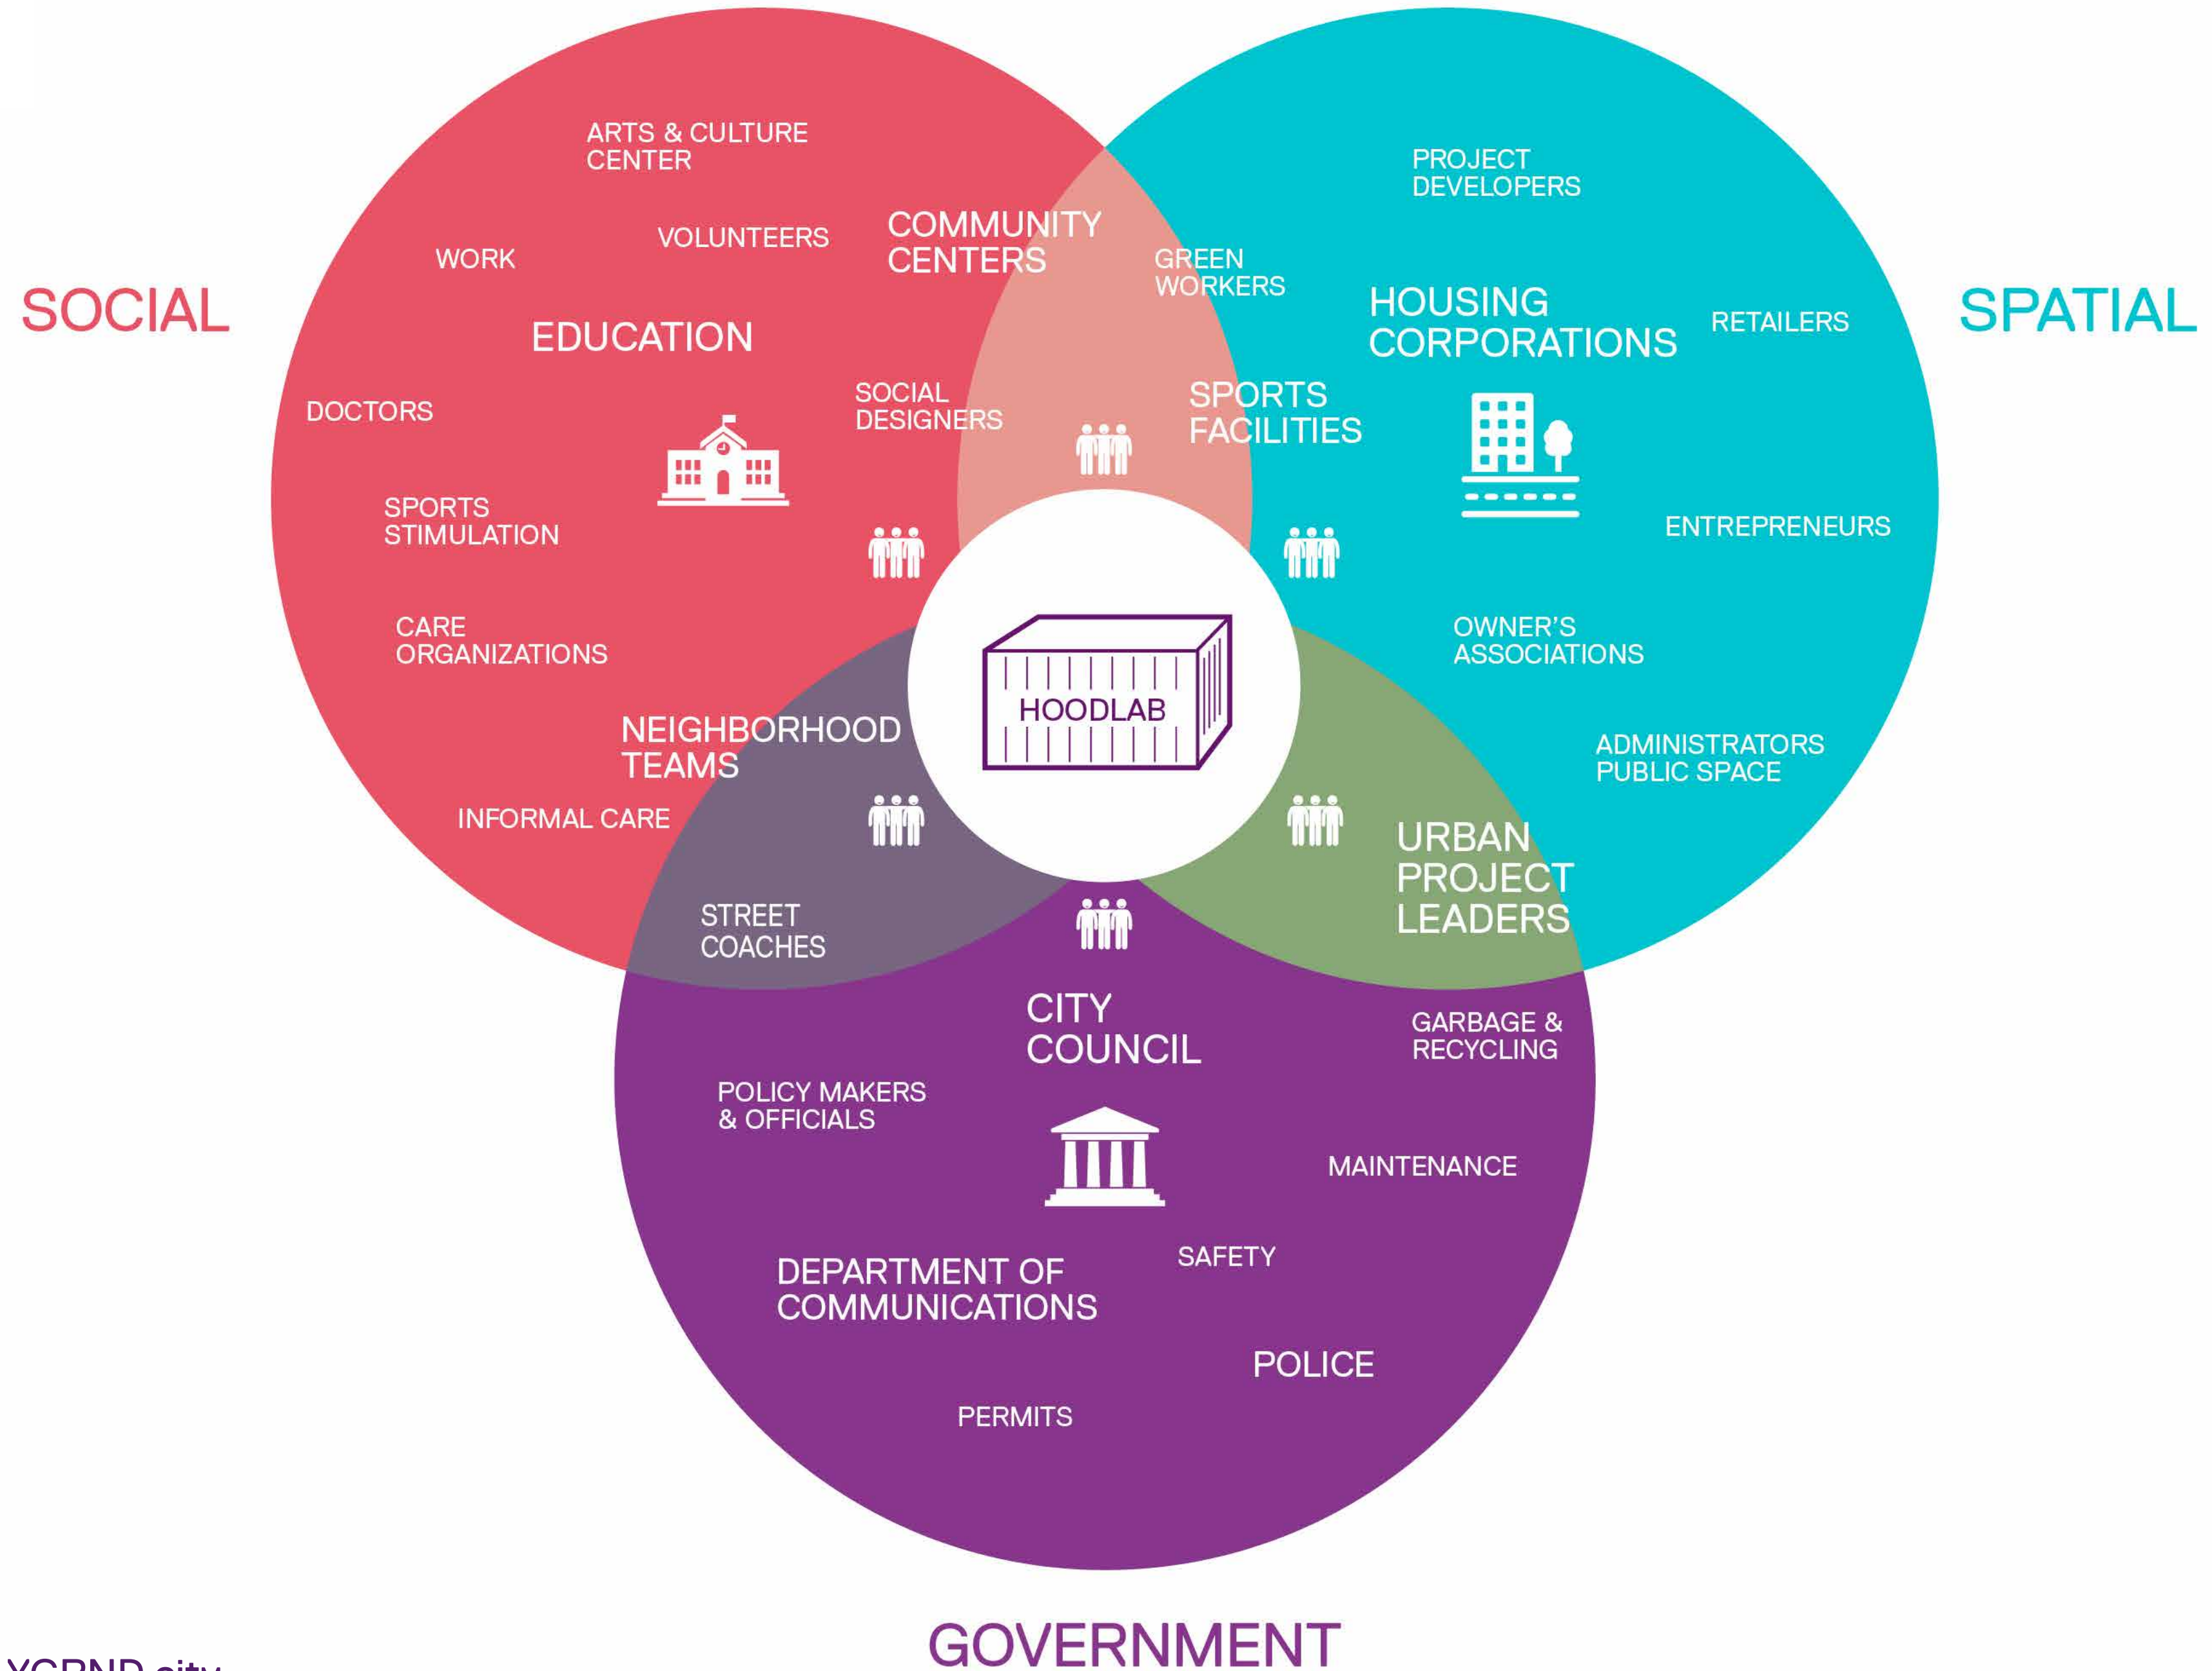 SOCIAL
SPATIAL
ARTS & CULTURE
CENTER
VOLUNTEERS
WORK
COMMUNITY
CENTERS
EDUCATION
SOCIAL
DESIGNERS
DOCTORS
SPORTS
STIMULATION
CARE
ORGANIZATIONS
NEIGHBORHOOD
TEAMS
INFORMAL CARE
STREET
COACHES
PROJECT
DEVELOPERS
GREEN
WORKERS
HOUSING
CORPORATIONS
RETAILERS
SPORTS
FACILITIES
ENTREPRENEURS
OWNER'S
ASSOCIATIONS
ADMINISTRATORS
PUBLIC SPACE
URBAN
PROJECT
LEADERS
HOODLAB
CITY
COUNCIL
GARBAGE &
RECYCLING
POLICY MAKERS
& OFFICIALS
MAINTENANCE
SAFETY
DEPARTMENT OF
COMMUNICATIONS
POLICE
PERMITS
GOVERNMENT
city